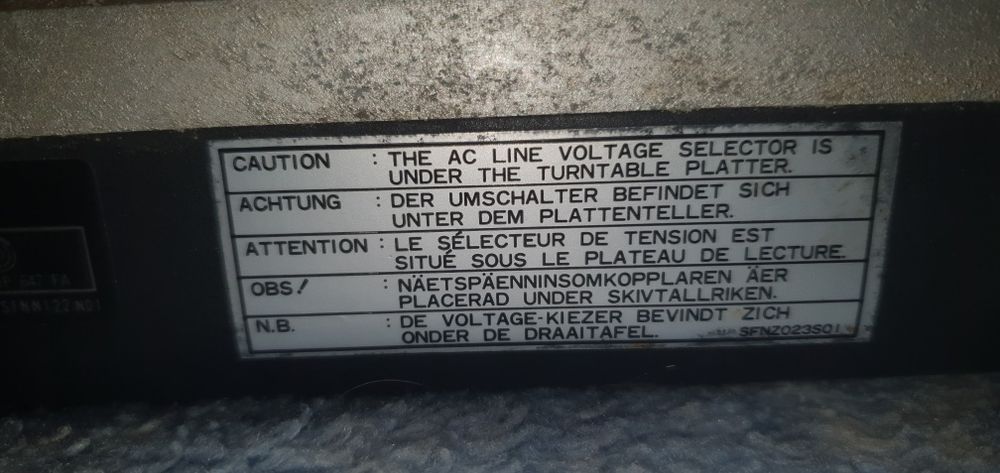 CAUTION : THE AC LINE VOLTAGE SELECTOR IS
UNDER THE TURNTABLE PLATTER.
ACHTUNG : DER UMSCHALTER BEFINDET SICH
UNTER DEM PLATTENTELLER.
ATTENTION : LE SÉLECTEUR DE TENSION EST
SITUÉ SOUS LE PLATEAU DE LECTURE.
OBS! : NÄETSPÄENNINSOMKOPPLAREN ÄER
PLACERAD UNDER SKIVTALLRIKEN.
N.B. : DE VOLTAGE-KIEZER BEVINDT ZICH
ONDER DE DRAAITAFEL.
SFNZ023S01